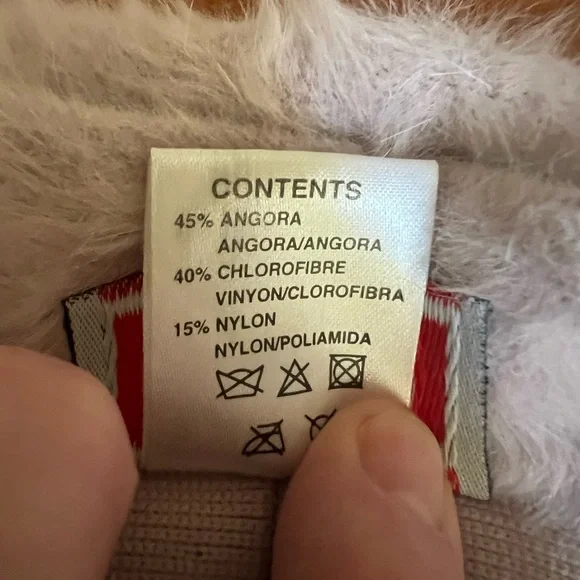 CONTENTS
45% ANGORA
ANGORA/ANGORA
40% CHLOROFIBRE
VINYON/CLOROFIBRA
15% NYLON
NYLON/POLIAMIDA